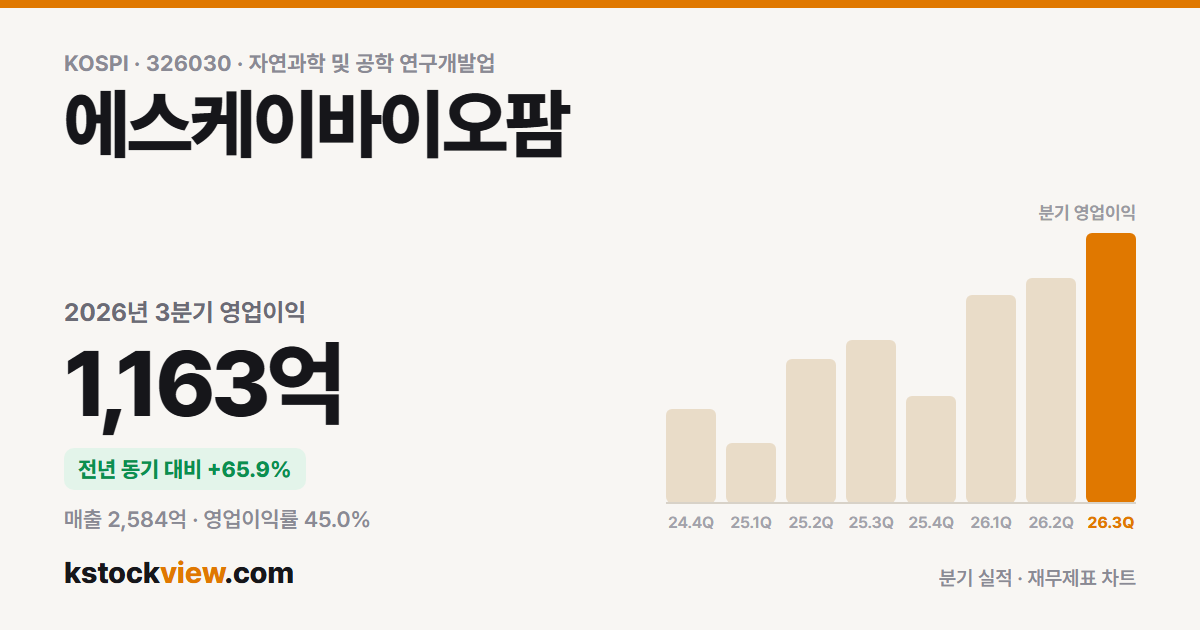 KOSPI · 326030 · 자연과학 및 공학 연구개발업
에스케이바이오팜
분기 영업이익
2026년 3분기 영업이익
1,163억
전년 동기 대비 +65.9%
매출 2,584억 · 영업이익률 45.0%
24.4Q 25.1Q 25.2Q 25.3Q 25.4Q 26.1Q 26.2Q 26.3Q
kstockview.com
분기 실적 · 재무제표 차트